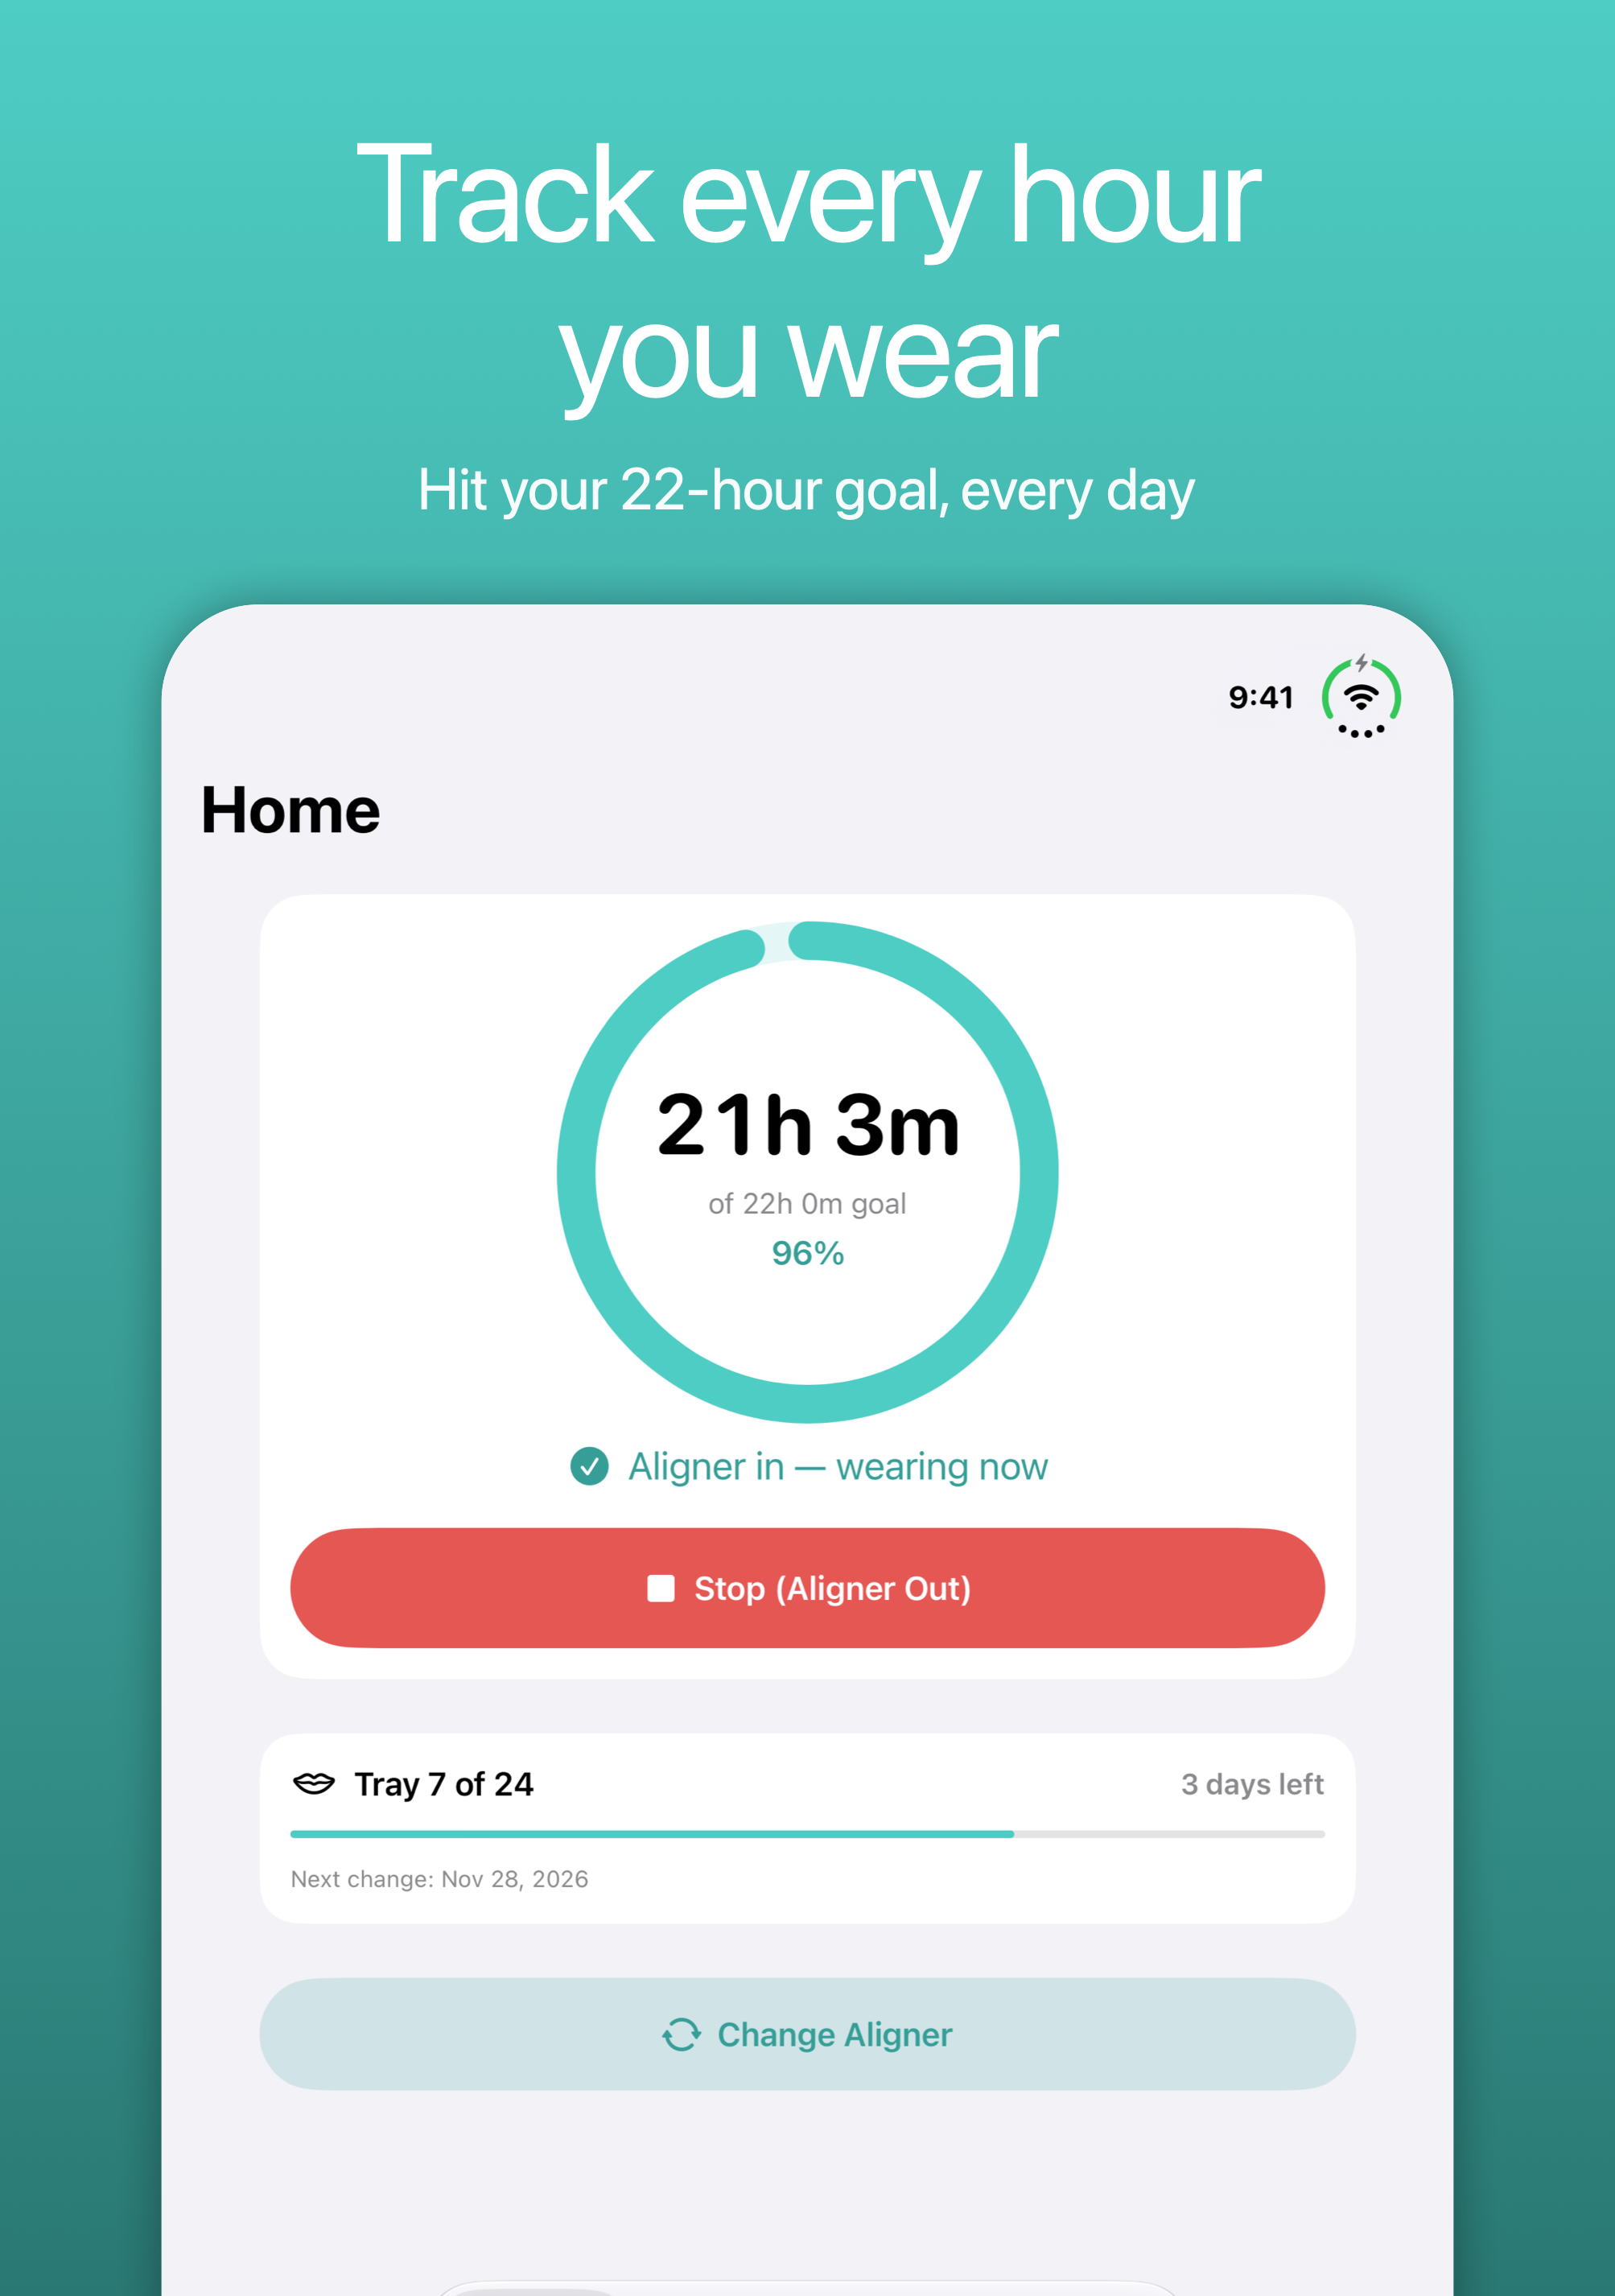 Track every hour
you wear
Hit your 22-hour goal, every day
9:41
Home
21h 3m
of 22h 0m goal
96%
Aligner in — wearing now
Stop (Aligner Out)
Tray 7 of 24
3 days left
Next change: Nov 28, 2026
Change Aligner